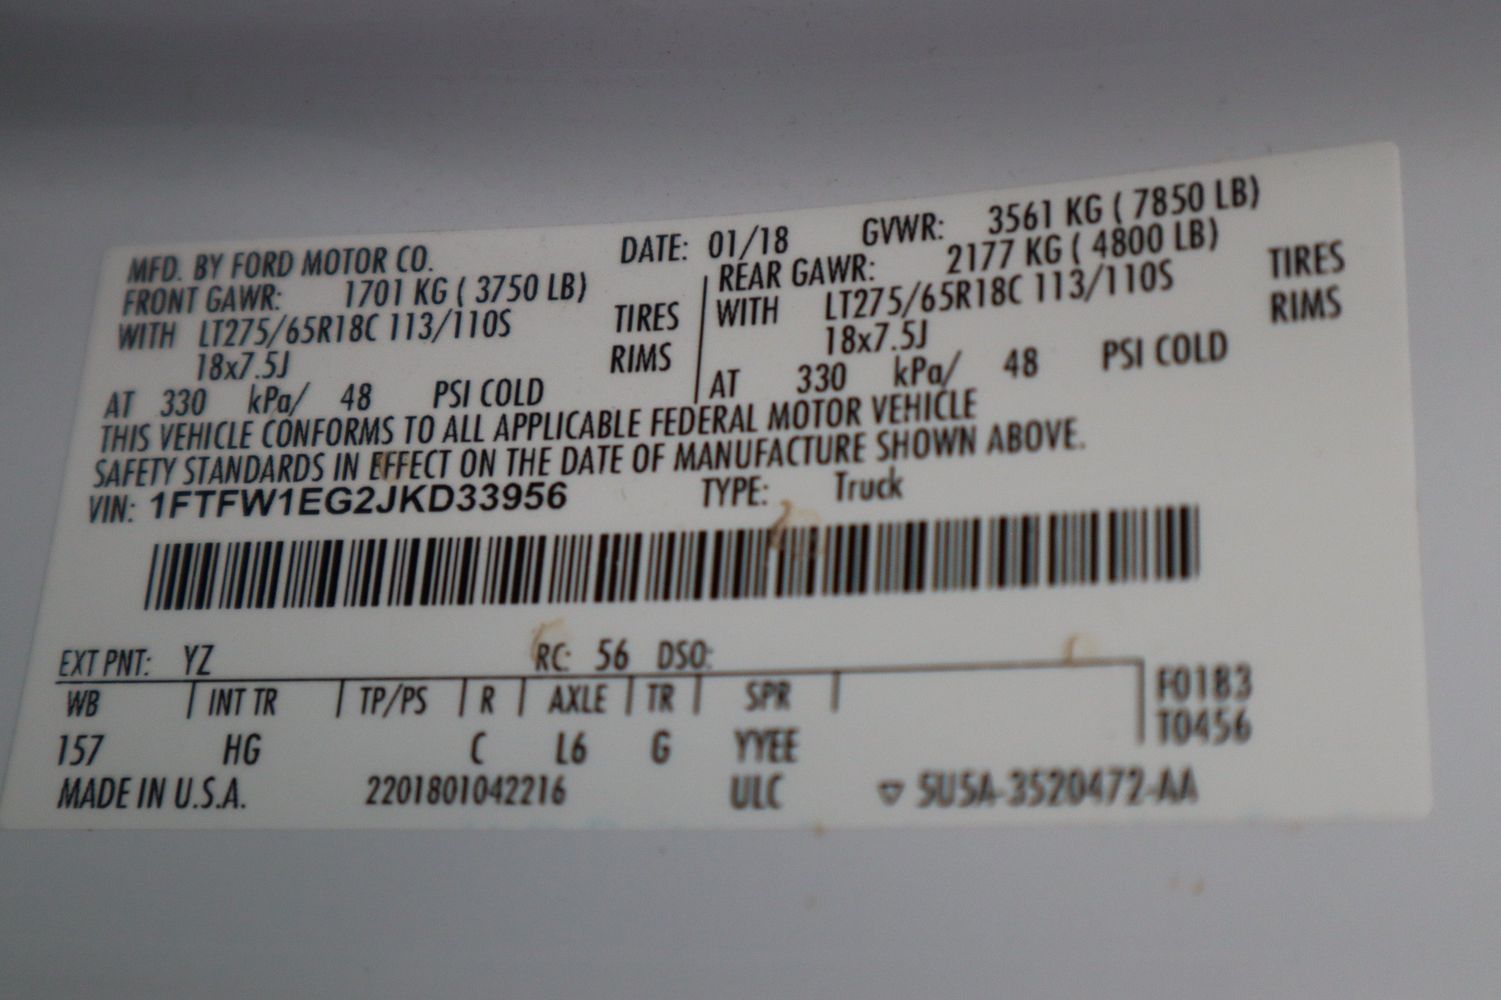 MFD. BY FORD MOTOR CO. DATE: 01/18 GVWR: 3561 KG ( 7850 LB)
FRONT GAWR: 1701 KG ( 3750 LB) REAR GAWR: 2177 KG ( 4800 LB)
WITH LT275/65R18C 113/110S TIRES WITH LT275/65R18C 113/110S TIRES
18x7.5J RIMS 18x7.5J RIMS
AT 330 kPa/ 48 PSI COLD AT 330 kPa/ 48 PSI COLD
THIS VEHICLE CONFORMS TO ALL APPLICABLE FEDERAL MOTOR VEHICLE
SAFETY STANDARDS IN EFFECT ON THE DATE OF MANUFACTURE SHOWN ABOVE.
VIN: 1FTFW1EG2JKD33956 TYPE: Truck
EXT PNT: YZ RC: 56 DSO:
WB INT TR TP/PS R AXLE TR SPR F0183
T0456
157 HG C L6 G YYEE
MADE IN U.S.A. 2201801042216 ULC ▽ 5U5A-3520472-AA